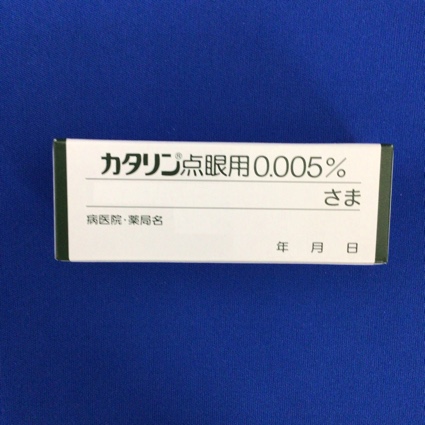 カタリン®点眼用0.005%
さま
病医院・薬局名
年 月 日